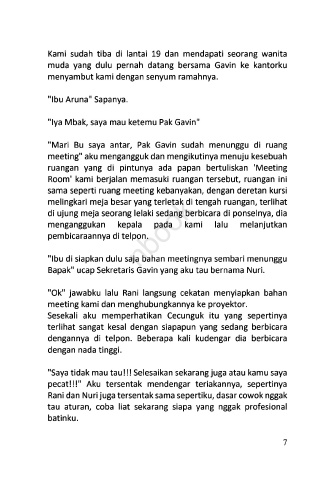 Kami sudah tiba di lantai 19 dan mendapati seorang wanita
muda yang dulu pernah datang bersama Gavin ke kantorku
menyambut kami dengan senyum ramahnya.
"Ibu Aruna" Sapanya.
"Iya Mbak, saya mau ketemu Pak Gavin"
"Mari Bu saya antar, Pak Gavin sudah menunggu di ruang
meeting" aku mengangguk dan mengikutinya menuju kesebuah
ruangan yang di pintunya ada papan bertuliskan 'Meeting
Room' kami berjalan memasuki ruangan tersebut, ruangan ini
sama seperti ruang meeting kebanyakan, dengan deretan kursi
melingkari meja besar yang terletak di tengah ruangan, terlihat
di ujung meja seorang lelaki sedang berbicara di ponselnya, dia
menganggukan kepala pada kami lalu melanjutkan
pembicaraannya di telpon.
"Ibu di siapkan dulu saja bahan meetingnya sembari menunggu
Bapak" ucap Sekretaris Gavin yang aku tau bernama Nuri.
"Ok" jawabku lalu Rani langsung cekatan menyiapkan bahan
meeting kami dan menghubungkannya ke proyektor.
Sesekali aku memperhatikan Cecunguk itu yang sepertinya
terlihat sangat kesal dengan siapapun yang sedang berbicara
dengannya di telpon. Beberapa kali kudengar dia berbicara
dengan nada tinggi.
"Saya tidak mau tau!!! Selesaikan sekarang juga atau kamu saya
pecat!!!" Aku tersentak mendengar teriakannya, sepertinya
Rani dan Nuri juga tersentak sama sepertiku, dasar cowok nggak
tau aturan, coba liat sekarang siapa yang nggak profesional
batinku.
7